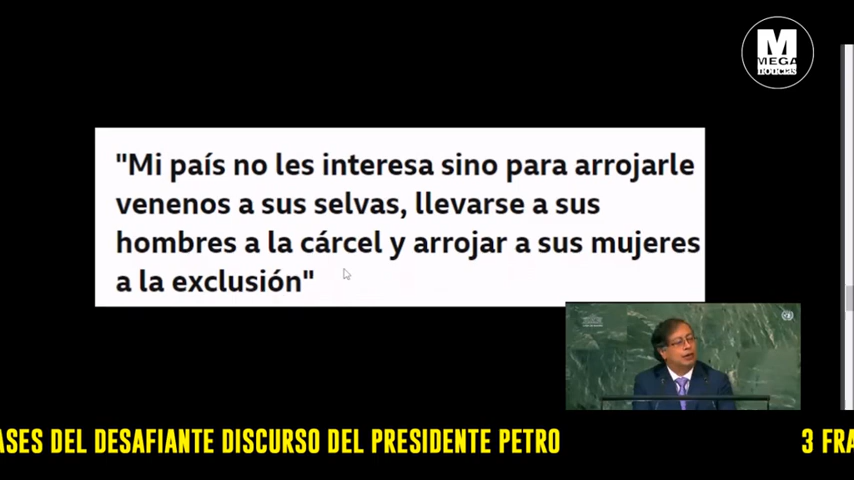 M
MEGA
noticias
"Mi país no les interesa sino para arrojarle
venenos a sus selvas, llevarse a sus
hombres a la cárcel y arrojar a sus mujeres
a la exclusión"
ASES DEL DESAFIANTE DISCURSO DEL PRESIDENTE PETRO
3 FRA